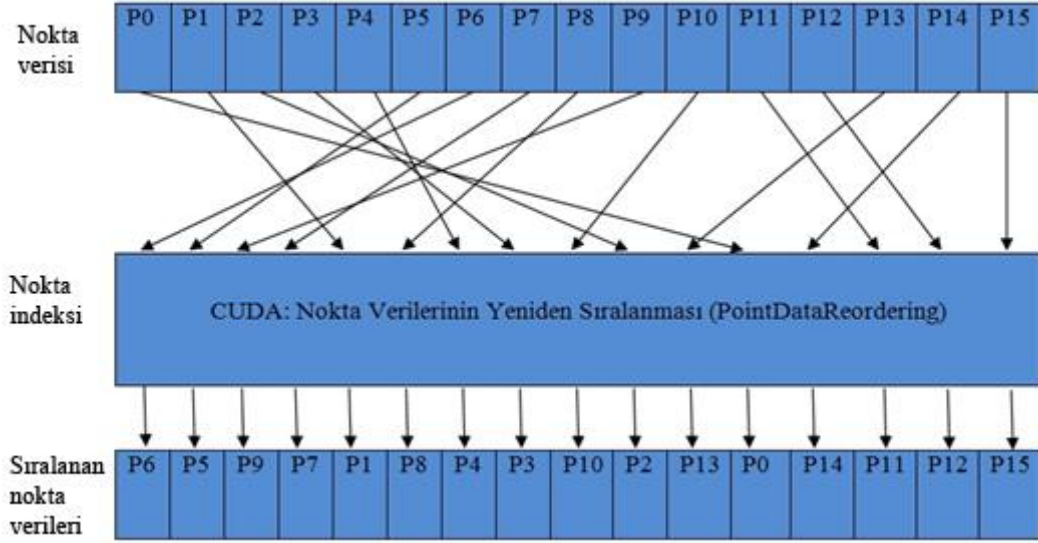 P0 P1 P2 P3 P4 P5 P6 P7 P8 P9 P10 P11 P12 P13 P14 P15
Nokta
verisi
Nokta
indeksi
CUDA: Nokta Verilerinin Yeniden Sıralanması (PointDataReordering)
Sıralanan
nokta
verileri
P6 P5 P9 P7 P1 P8 P4 P3 P10 P2 P13 P0 P14 P11 P12 P15